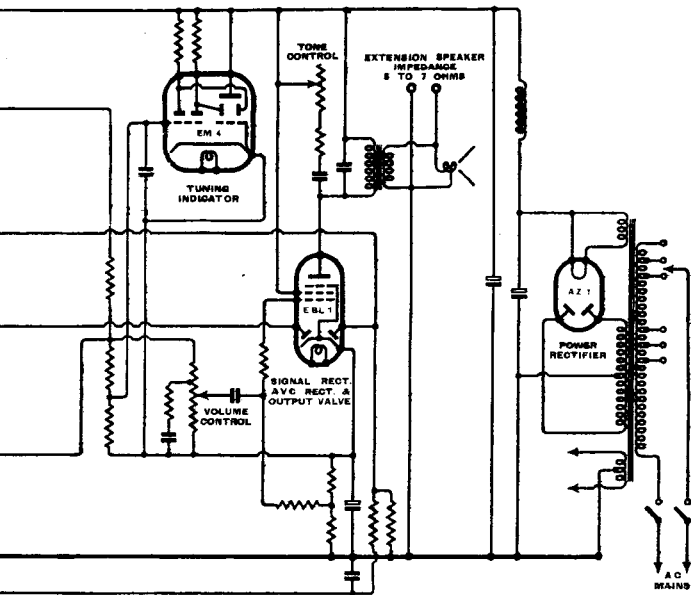 TONE
CONTROL
EXTENSION SPEAKER
IMPEDANCE
5 TO 7 OHMS
EM 4
TUNING
INDICATOR
EBL 1
AZ 1
POWER
RECTIFIER
SIGNAL RECT.
AVC RECT. &
OUTPUT VALVE
VOLUME
CONTROL
AC
MAINS